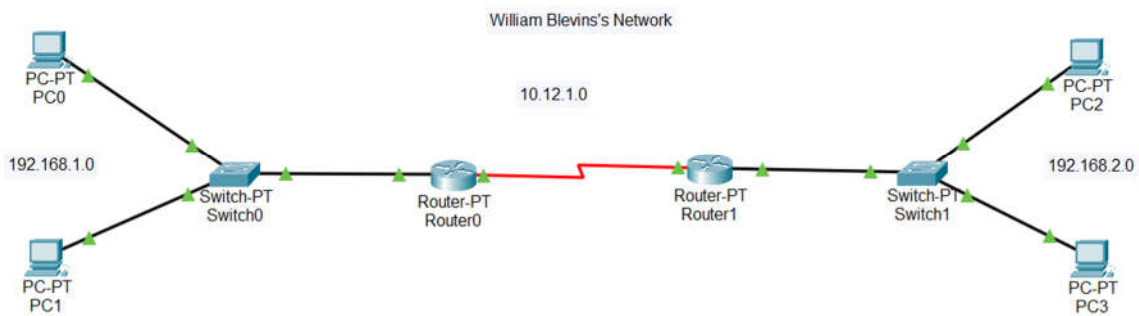 William Blevins's Network
PC-PT
PC0
10.12.1.0
PC-PT
PC2
192.168.1.0
192.168.2.0
Switch-PT
Switch0
Router-PT
Router0
Router-PT
Router1
Switch-PT
Switch1
PC-PT
PC1
PC-PT
PC3